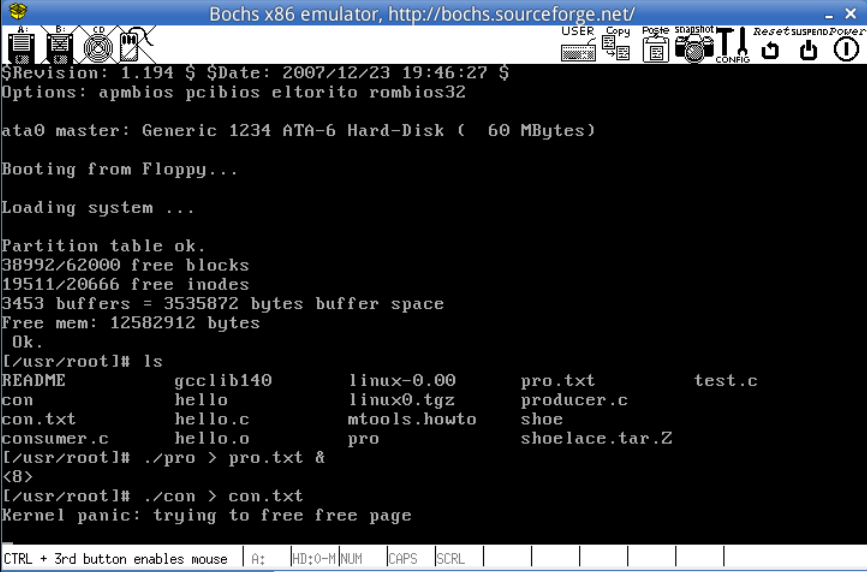 Bochs x86 emulator, http://bochs.sourceforge.net/
A: B: CD USER Copy Paste snapshot CONFIG Reset SUSPEND Power
$Revision: 1.194 $ $Date: 2007/12/23 19:46:27 $
Options: apmbios pcibios eltorito rombios32
ata0 master: Generic 1234 ATA-6 Hard-Disk (  60 MBytes)
Booting from Floppy...
Loading system ...
Partition table ok.
38992/62000 free blocks
19511/20666 free inodes
3453 buffers = 3535872 bytes buffer space
Free mem: 12582912 bytes
 Ok.
[/usr/root]# ls
README gcclib140 linux-0.00 pro.txt test.c
con hello linux0.tgz producer.c
con.txt hello.c mtools.howto shoe
consumer.c hello.o pro shoelace.tar.Z
[/usr/root]# ./pro > pro.txt &
<8>
[/usr/root]# ./con > con.txt
Kernel panic: trying to free free page
CTRL + 3rd button enables mouse A: HD:0-M NUM CAPS SCRL